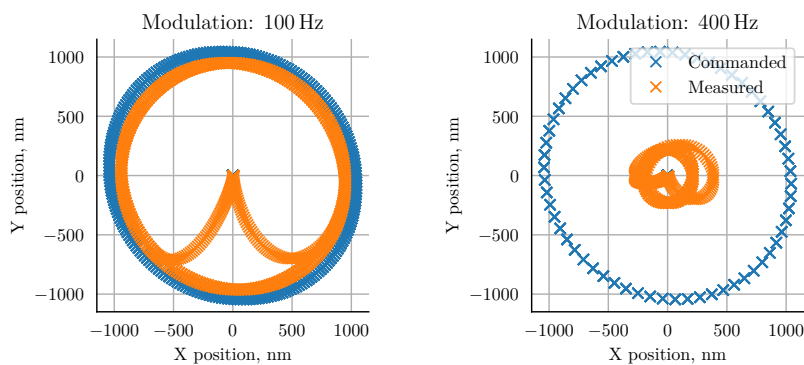 Modulation: 100 Hz
1000
500
0
−500
−1000
Y position, nm
−1000 −500 0 500 1000
X position, nm
Modulation: 400 Hz
Commanded
Measured
1000
500
0
−500
−1000
Y position, nm
−1000 −500 0 500 1000
X position, nm